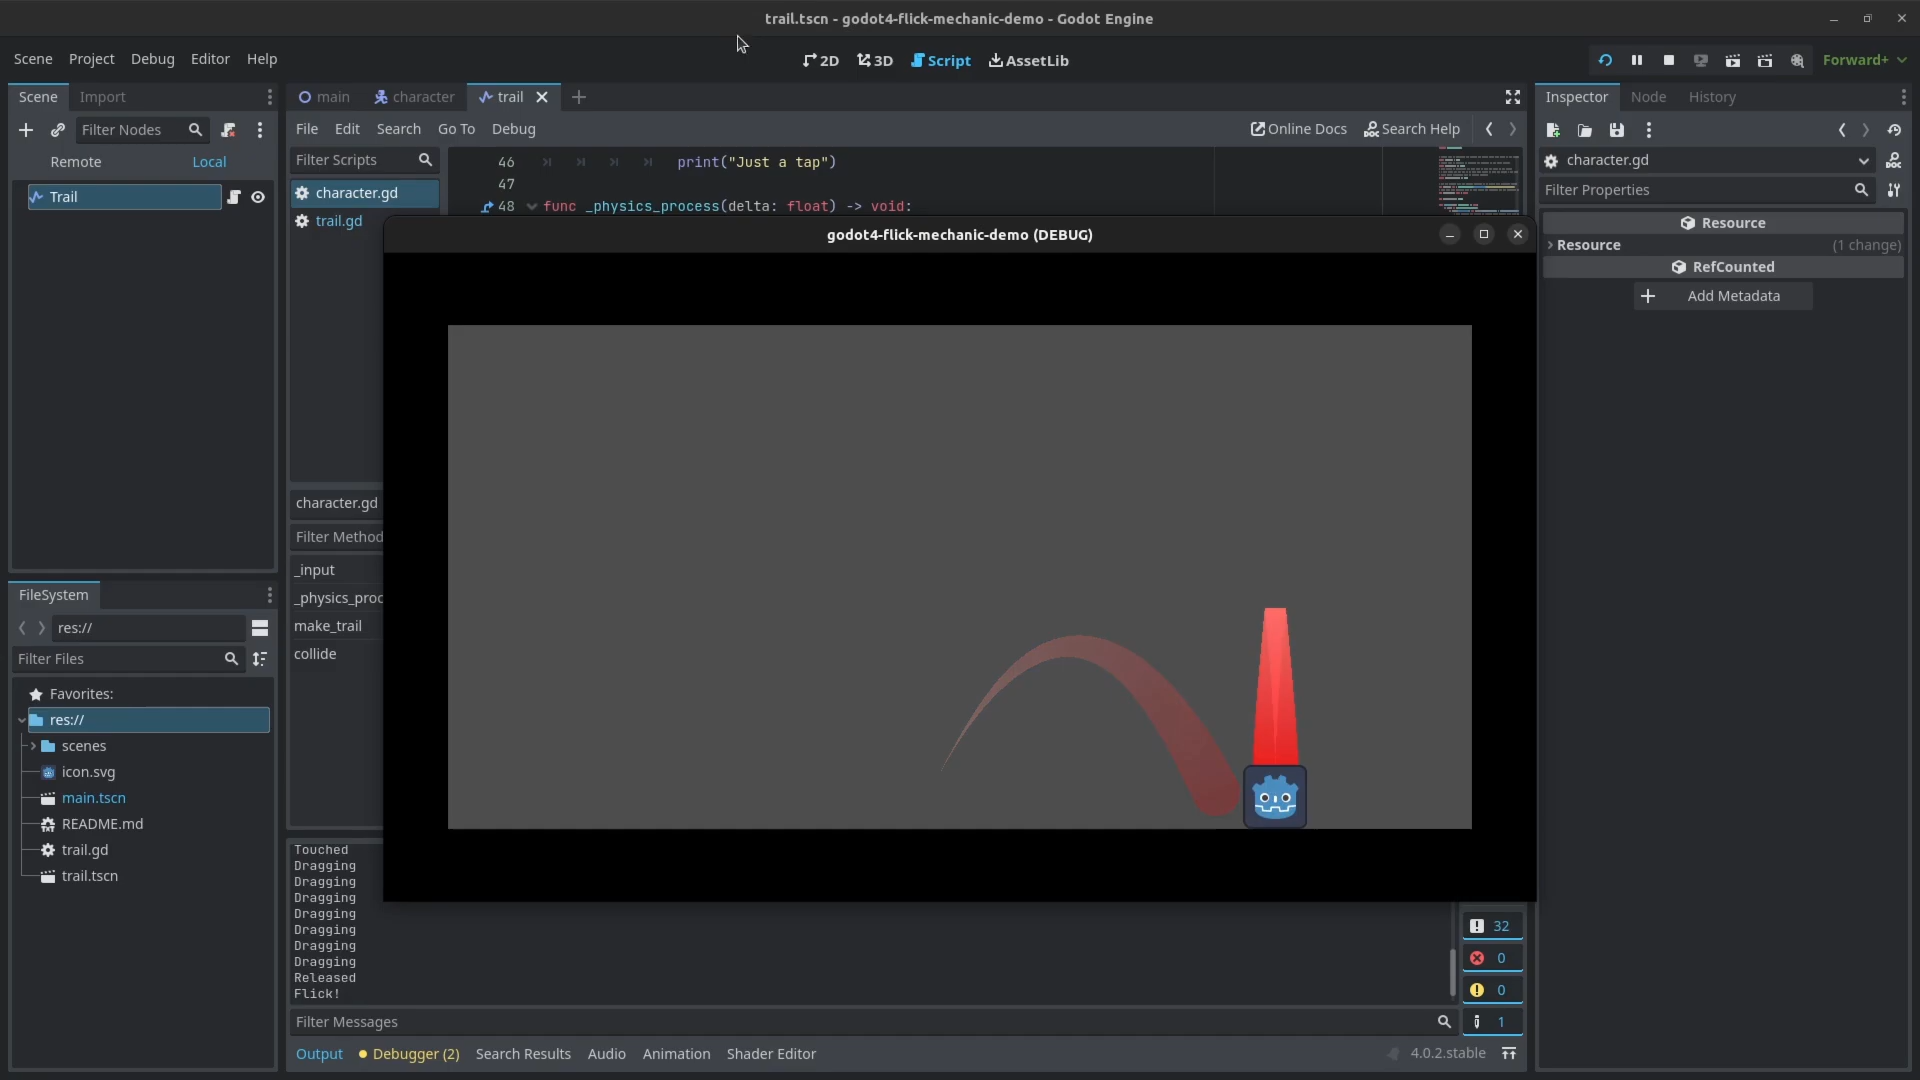 trail.tscn - godot4-flick-mechanic-demo - Godot Engine
Scene Project Debug Editor Help
2D 3D Script AssetLib
Forward+
Scene Import
main character trail
Inspector Node History
Filter Nodes
File Edit Search Go To Debug
Online Docs Search Help
Remote Local
Filter Scripts
46 print("Just a tap")
47
48 func _physics_process(delta: float) -> void:
character.gd
Filter Properties
Trail
character.gd
trail.gd
Resource
Resource (1 change)
RefCounted
Add Metadata
godot4-flick-mechanic-demo (DEBUG)
character.gd
Filter Method
_input
_physics_proc
make_trail
collide
FileSystem
res://
Filter Files
Favorites:
res://
scenes
icon.svg
main.tscn
README.md
trail.gd
trail.tscn
Touched
Dragging
Dragging
Dragging
Dragging
Dragging
Dragging
Dragging
Released
Flick!
32
0
0
1
Filter Messages
Output Debugger (2) Search Results Audio Animation Shader Editor
4.0.2.stable